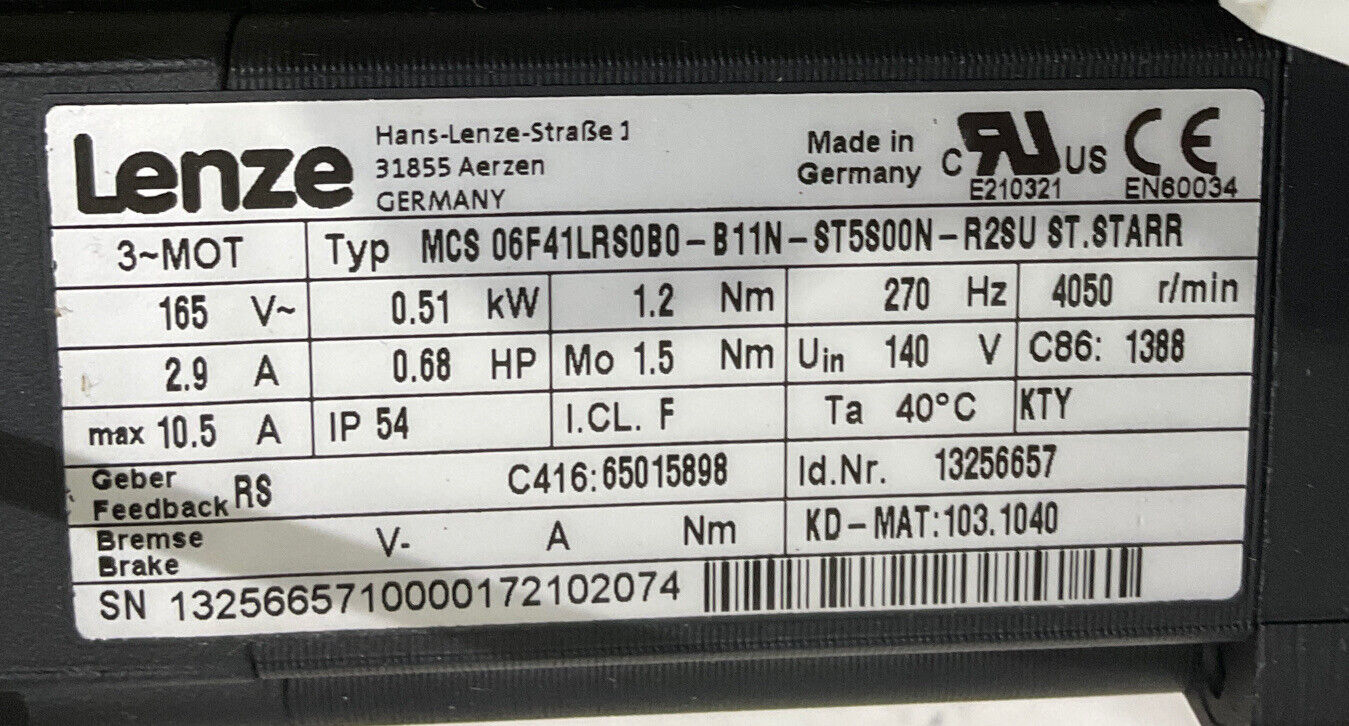 Lenze
Hans-Lenze-Straße 1
31855 Aerzen
GERMANY
Made in
Germany
C RU US
E210321
CE
EN60034
3~MOT Typ MCS 06F41LRS0B0-B11N-ST5S00N-R2SU ST.STARR
165 V~ 0.51 kW 1.2 Nm 270 Hz 4050 r/min
2.9 A 0.68 HP Mo 1.5 Nm Uin 140 V C86: 1388
max 10.5 A IP 54 I.CL. F Ta 40°C KTY
Geber
Feedback RS C416:65015898 Id.Nr. 13256657
Bremse
Brake V- A Nm KD-MAT:103.1040
SN 1325665710000172102074